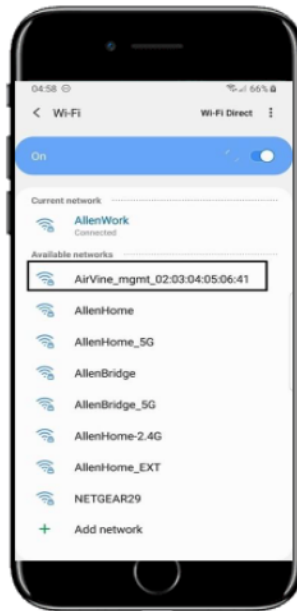 04:58 66%
Wi-Fi Wi-Fi Direct
On
Current network
AllenWork
Connected
Available networks
AirVine_mgmt_02:03:04:05:06:41
AllenHome
AllenHome_5G
AllenBridge
AllenBridge_5G
AllenHome-2.4G
AllenHome_EXT
NETGEAR29
+ Add network